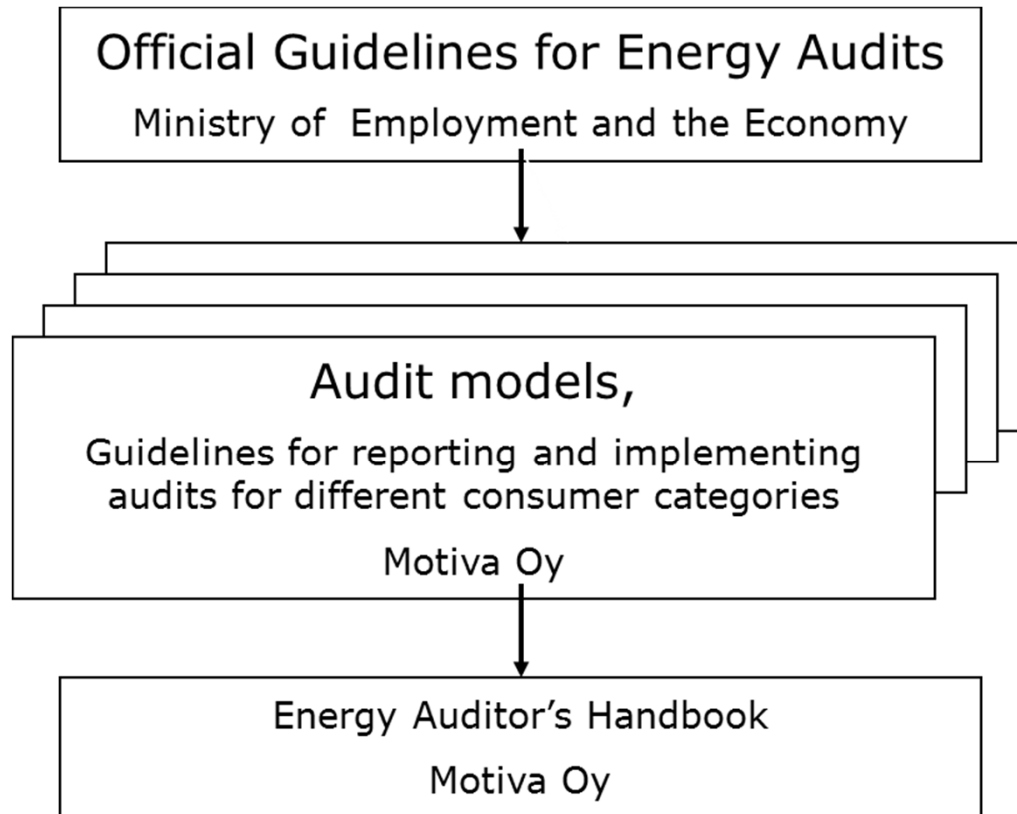 Official Guidelines for Energy Audits
Ministry of Employment and the Economy
Audit models,
Guidelines for reporting and implementing
audits for different consumer categories
Motiva Oy
Energy Auditor’s Handbook
Motiva Oy